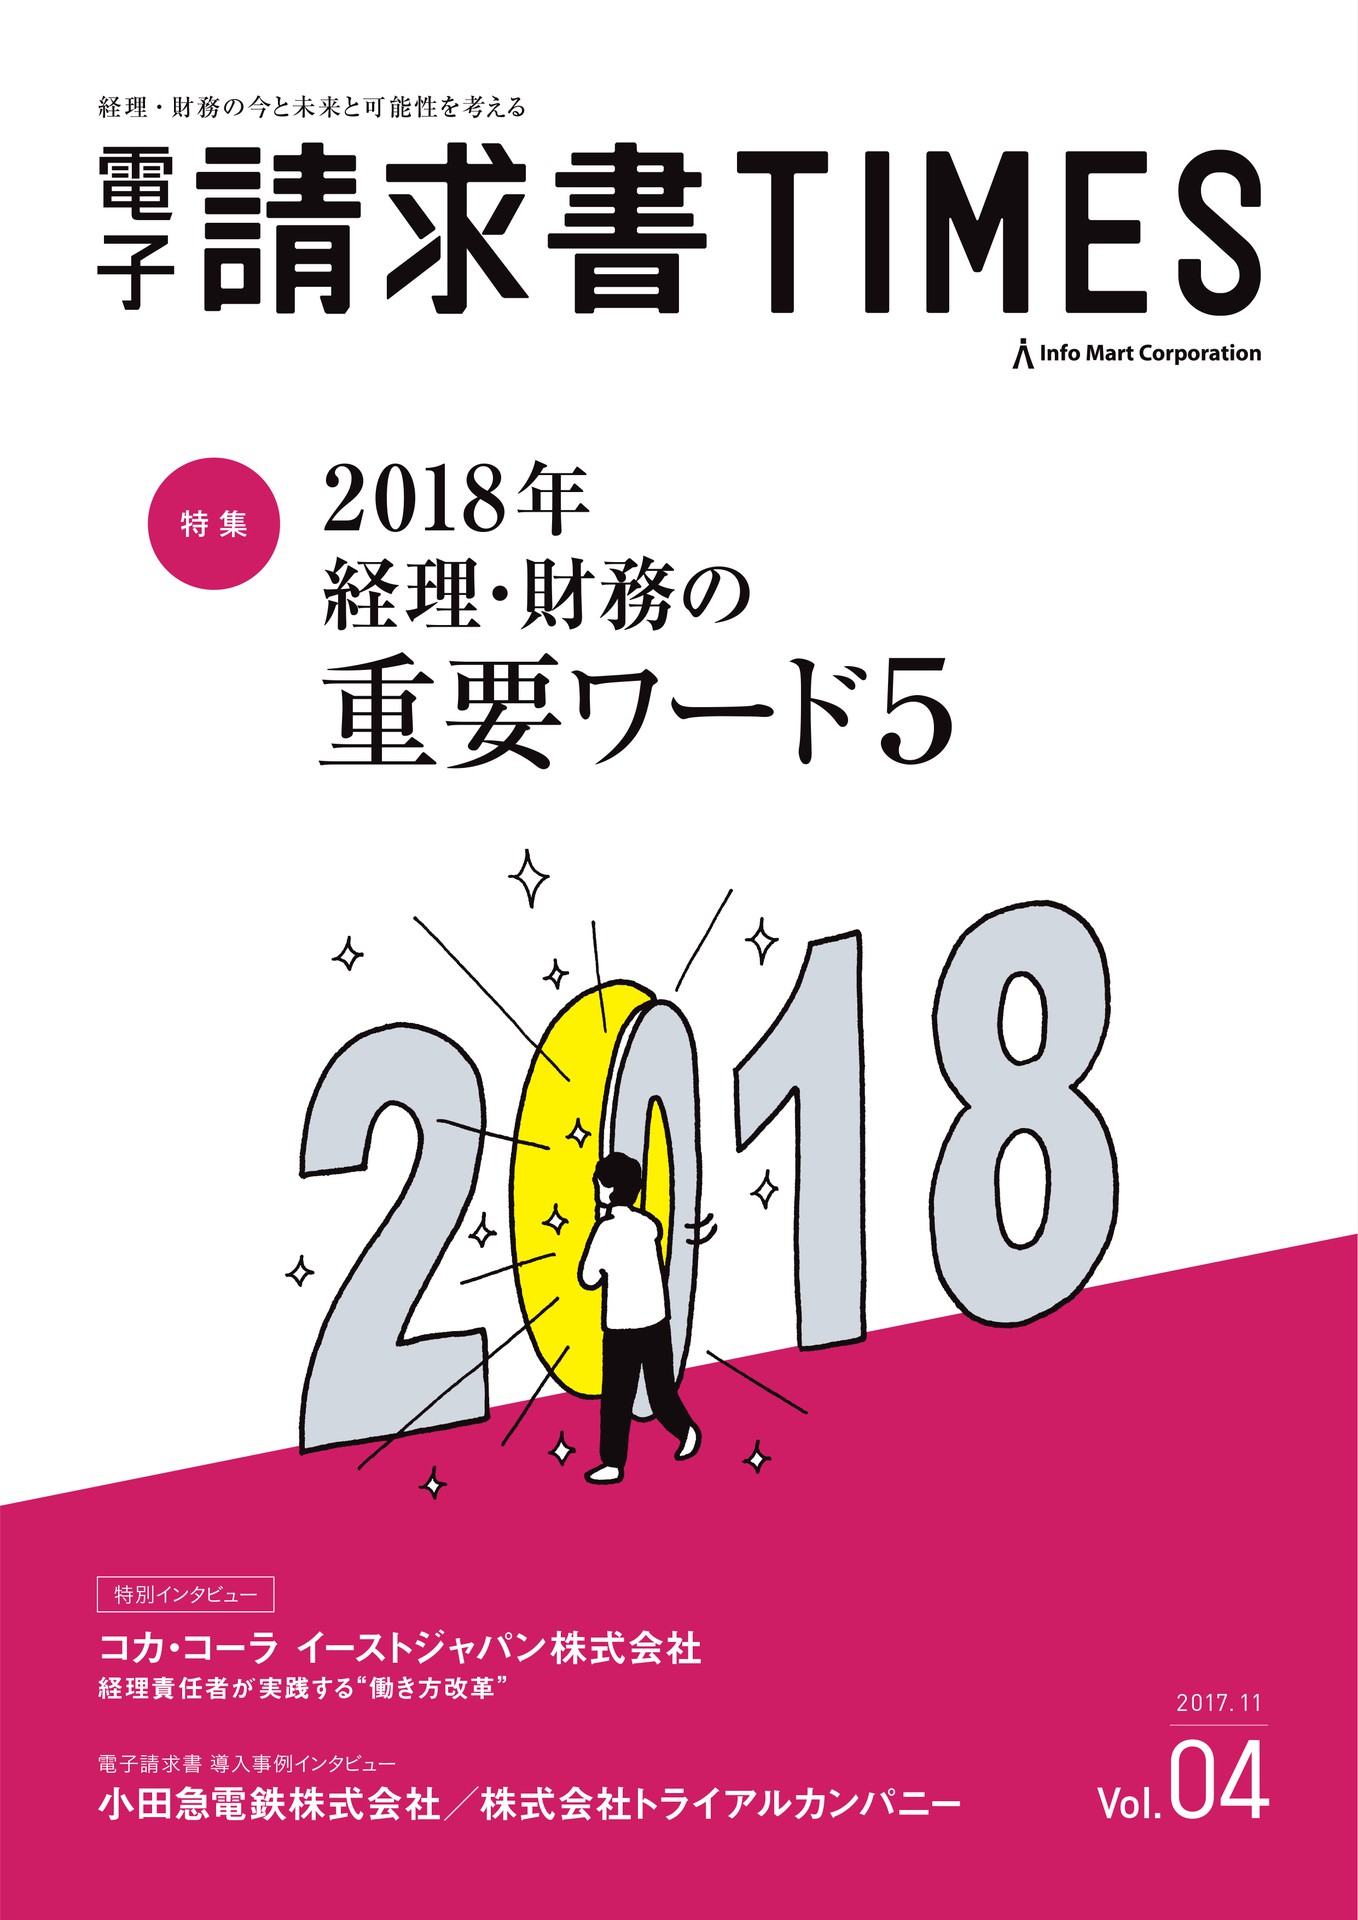 経理・財務の今と未来と可能性を考える
電子請求書TIMES
Info Mart Corporation
特集
2018年
経理・財務の
重要ワード5
2018
特別インタビュー
コカ・コーラ イーストジャパン株式会社
経理責任者が実践する“働き方改革”
電子請求書 導入事例インタビュー
小田急電鉄株式会社／株式会社トライアルカンパニー
2017.11
Vol.04